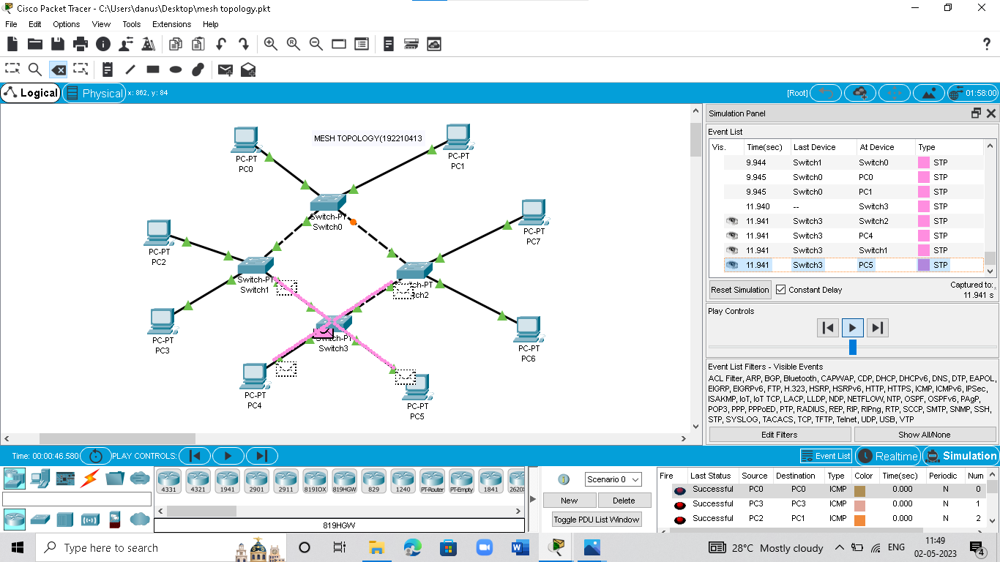 Cisco Packet Tracer - C:\Users\danus\Desktop\mesh topology.pkt
File Edit Options View Tools Extensions Help
Logical Physical x: 862, y: 84 [Root] 01:58:00
MESH TOPOLOGY(192210413
PC-PT
PC0
PC-PT
PC1
Switch-PT
Switch0
PC-PT
PC7
PC-PT
PC2
Switch-PT
Switch1
PC-PT
PC3
Switch-PT
Switch3
PC-PT
PC6
PC-PT
PC4
PC-PT
PC5
Simulation Panel
Event List
Vis. Time(sec) Last Device At Device Type
9.944 Switch1 Switch0 STP
9.945 Switch0 PC0 STP
9.945 Switch0 PC1 STP
11.940 -- Switch3 STP
11.941 Switch3 Switch2 STP
11.941 Switch3 PC4 STP
11.941 Switch3 Switch1 STP
11.941 Switch3 PC5 STP
Reset Simulation Constant Delay Captured to:
11.941 s
Play Controls
Event List Filters - Visible Events
ACL Filter, ARP, BGP, Bluetooth, CAPWAP, CDP, DHCP, DHCPv6, DNS, DTP, EAPOL,
EIGRP, EIGRPv6, FTP, H.323, HSRP, HSRPv6, HTTP, HTTPS, ICMP, ICMPv6, IPSec,
ISAKMP, IoT, IoT TCP, LACP, LLDP, NDP, NETFLOW, NTP, OSPF, OSPFv6, PAgP,
POP3, PPP, PPPoED, PTP, RADIUS, REP, RIP, RIPng, RTP, SCCP, SMTP, SNMP, SSH,
STP, SYSLOG, TACACS, TCP, TFTP, Telnet, UDP, USB, VTP
Edit Filters Show All/None
Time: 00:00:46.580 PLAY CONTROLS: Event List Realtime Simulation
4331 4321 1941 2901 2911 819IOX 819HGW 829 1240 PT-Router PT-Empty 1841 2620X
819HGW
Scenario 0
New Delete
Toggle PDU List Window
Fire Last Status Source Destination Type Color Time(sec) Periodic Num
Successful PC0 PC0 ICMP 0.000 N 0
Successful PC3 PC3 ICMP 0.000 N 1
Successful PC2 PC1 ICMP 0.000 N 2
Type here to search
28°C Mostly cloudy ENG 11:49
02-05-2023 4